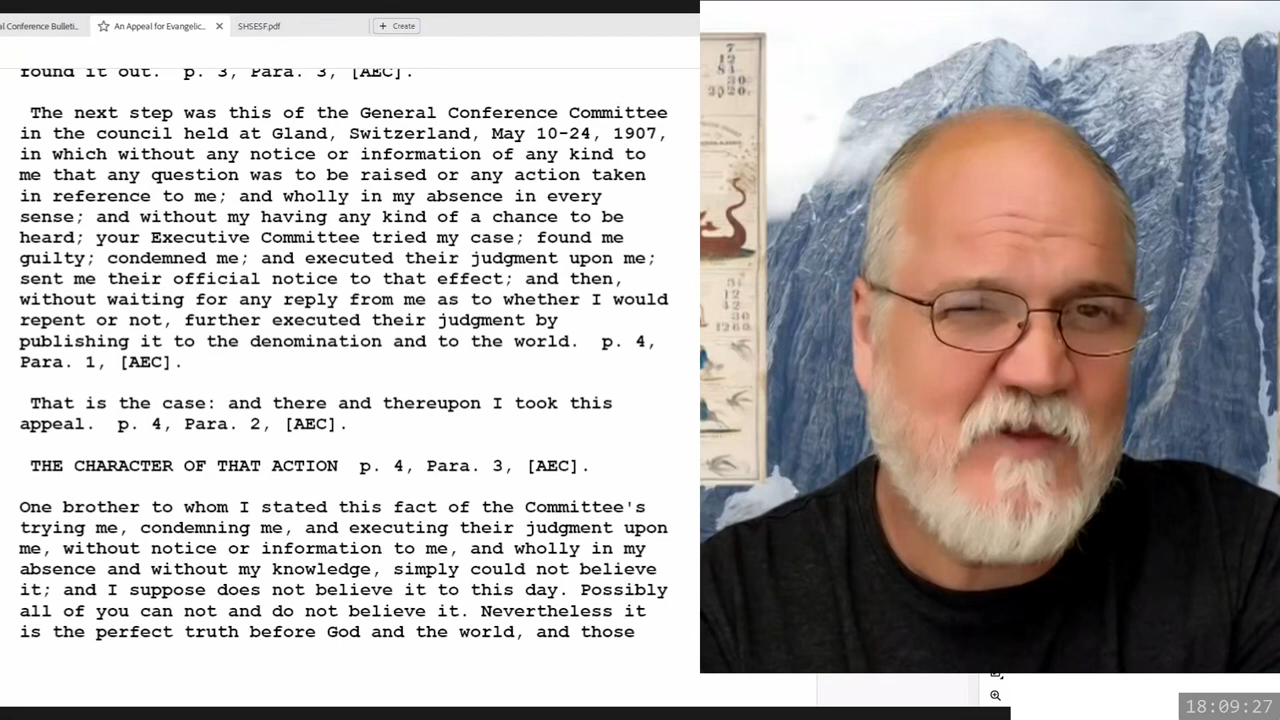 al Conference Bulleti..
An Appeal for Evangelic...
SHSESF.pdf
Create
found it out. p. 3, Para. 3, [AEC].
The next step was this of the General Conference Committee
in the council held at Gland, Switzerland, May 10-24, 1907,
in which without any notice or information of any kind to
me that any question was to be raised or any action taken
in reference to me; and wholly in my absence in every
sense; and without my having any kind of a chance to be
heard; your Executive Committee tried my case; found me
guilty; condemned me; and executed their judgment upon me;
sent me their official notice to that effect; and then,
without waiting for any reply from me as to whether I would
repent or not, further executed their judgment by
publishing it to the denomination and to the world. p. 4,
Para. 1, [AEC].
That is the case: and there and thereupon I took this
appeal. p. 4, Para. 2, [AEC].
THE CHARACTER OF THAT ACTION p. 4, Para. 3, [AEC].
One brother to whom I stated this fact of the Committee's
trying me, condemning me, and executing their judgment upon
me, without notice or information to me, and wholly in my
absence and without my knowledge, simply could not believe
it; and I suppose does not believe it to this day. Possibly
all of you can not and do not believe it. Nevertheless it
is the perfect truth before God and the world, and those
7
12
84
30
2520.
12
42
30
1260.
18:09:27